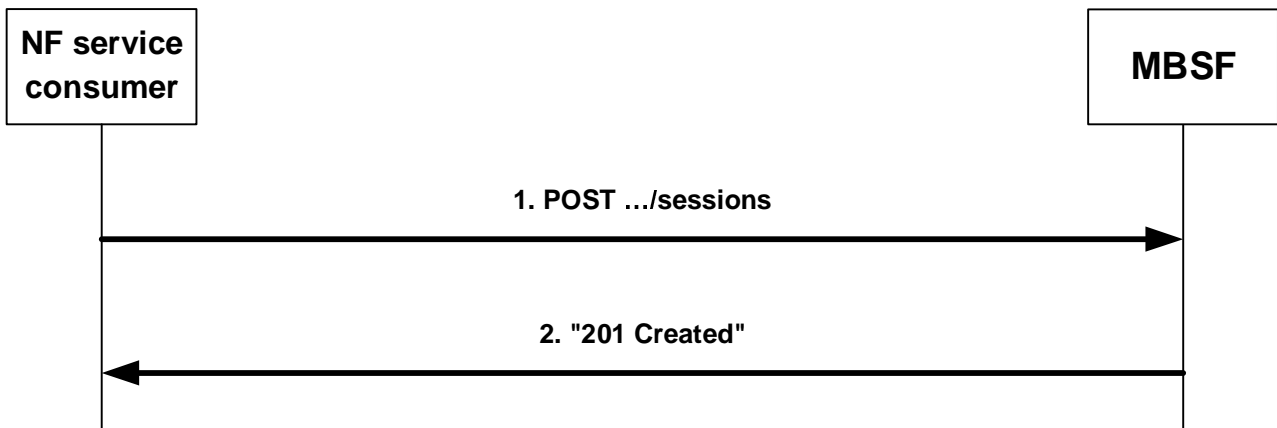 NF service
consumer
MBSF
1. POST …/sessions
2. "201 Created"